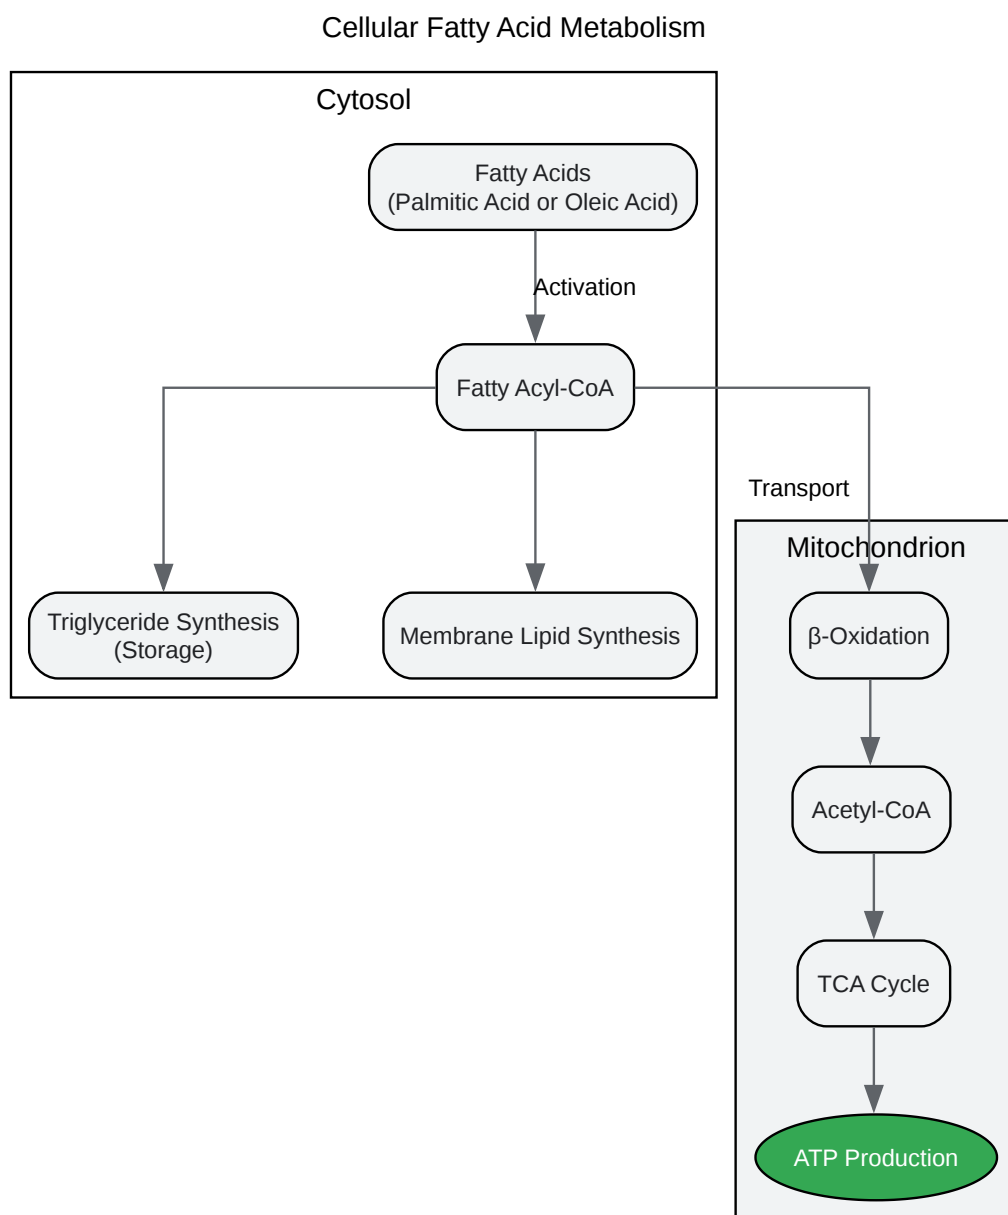 Cellular Fatty Acid Metabolism
Cytosol
Fatty Acids
(Palmitic Acid or Oleic Acid)
Activation
Fatty Acyl-CoA
Transport
Mitochondrion
Triglyceride Synthesis
(Storage)
Membrane Lipid Synthesis
β-Oxidation
Acetyl-CoA
TCA Cycle
ATP Production